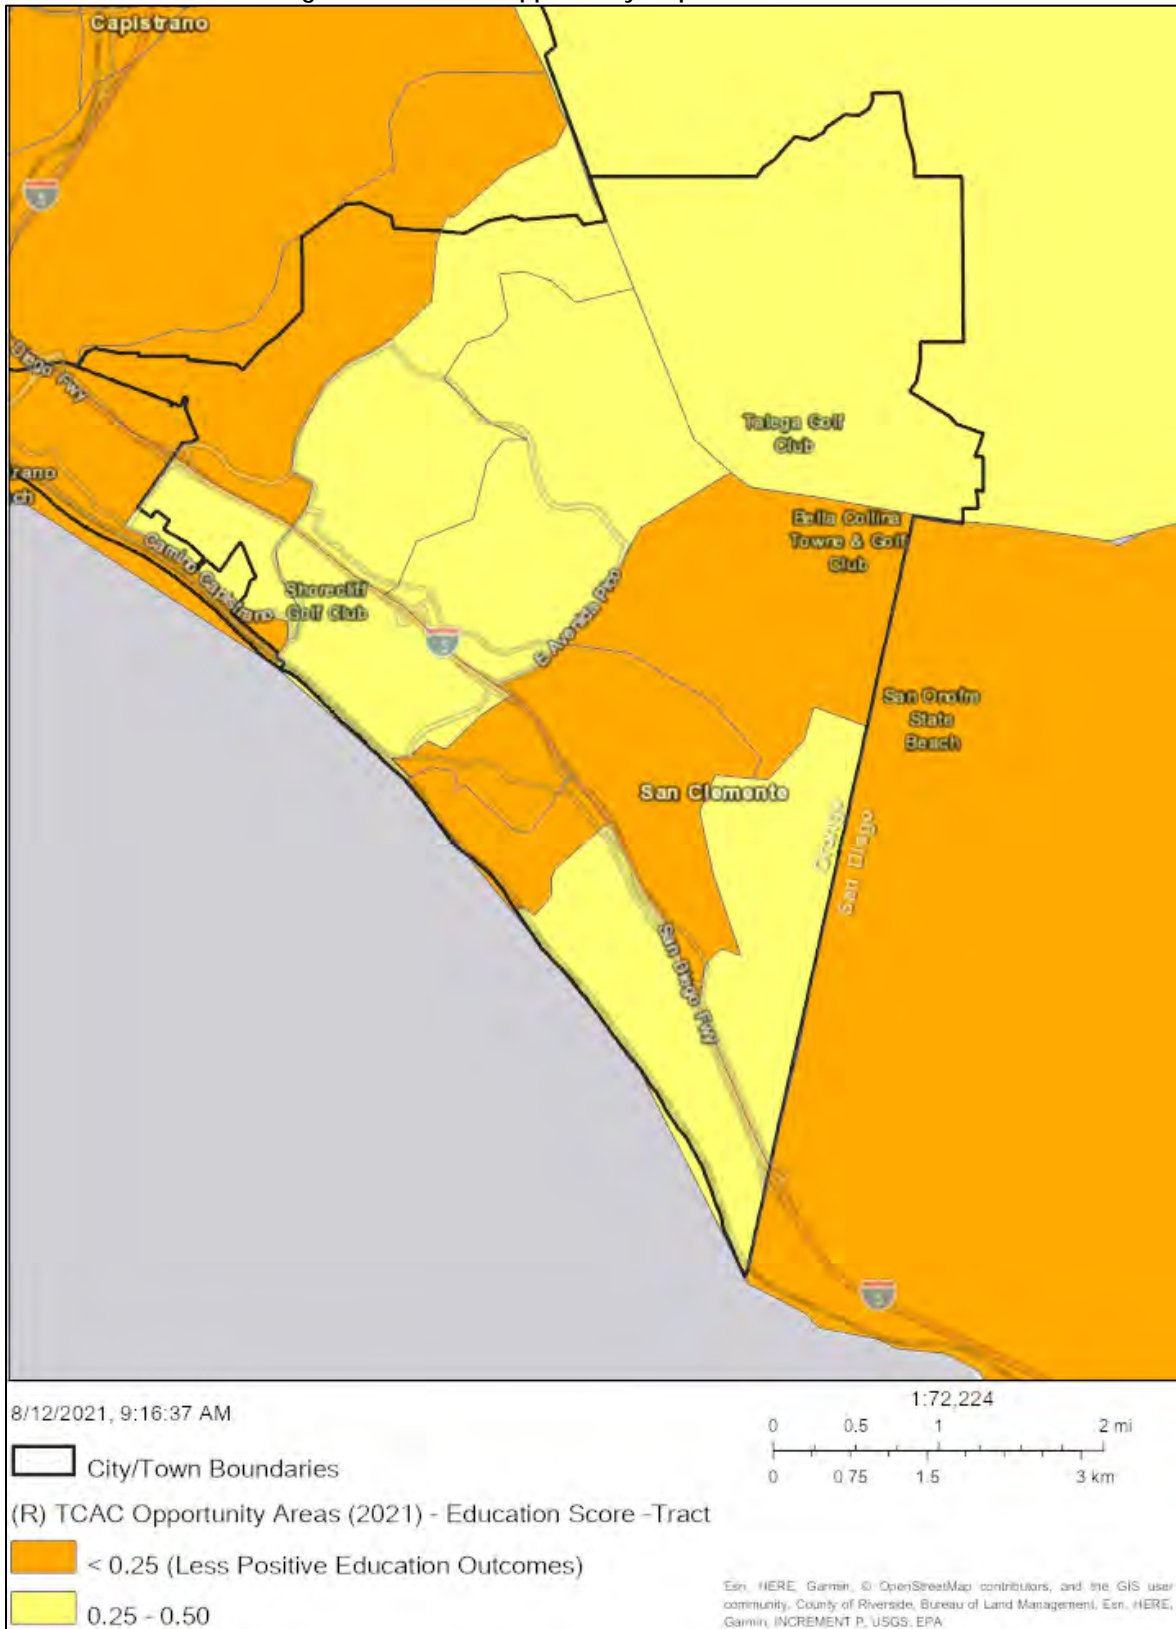 Capistrano
5
Diego Fwy
Talega Golf
Club
rano
ch
Bella Collina
Towne & Golf
Club
Camino Capistrano
Shorecliff
Golf Club
E Avenida Pico
5
San Onofre
State
Beach
San Clemente
Orange
San Diego
San Diego Fwy
5
8/12/2021, 9:16:37 AM
1:72,224
0 0.5 1 2 mi
0 0.75 1.5 3 km
City/Town Boundaries
(R) TCAC Opportunity Areas (2021) - Education Score -Tract
< 0.25 (Less Positive Education Outcomes)
0.25 - 0.50
Esri, HERE, Garmin, © OpenStreetMap contributors, and the GIS user
community, County of Riverside, Bureau of Land Management, Esri, HERE,
Garmin, INCREMENT P, USGS, EPA